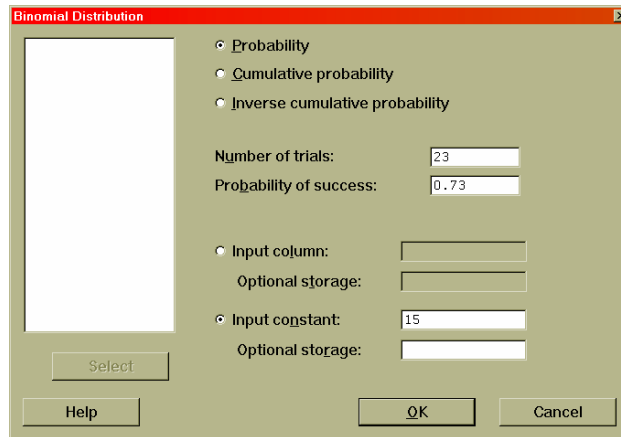 Binomial Distribution
Probability
Cumulative probability
Inverse cumulative probability
Number of trials: 23
Probability of success: 0.73
Input column:
Optional storage:
Input constant: 15
Optional storage:
Select
Help
OK
Cancel